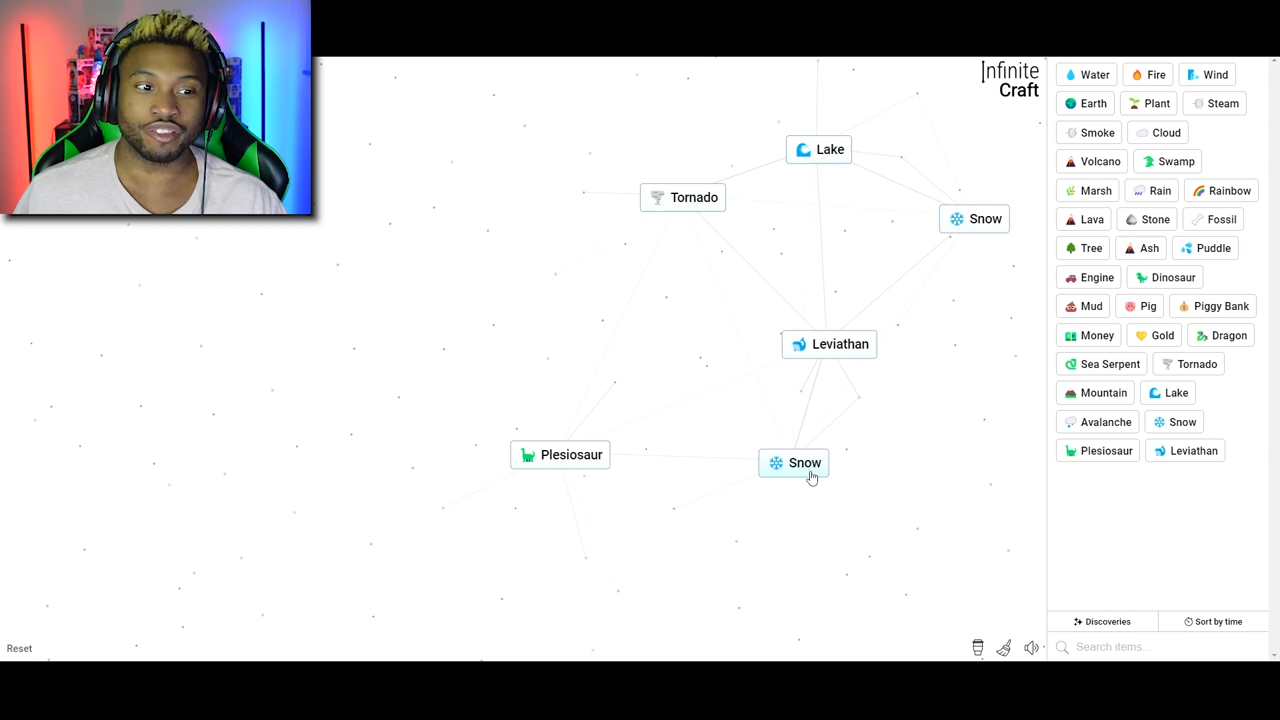 Infinite
Craft
Lake
Tornado
Snow
Leviathan
Plesiosaur
Snow
Reset
Water Fire Wind
Earth Plant Steam
Smoke Cloud
Volcano Swamp
Marsh Rain Rainbow
Lava Stone Fossil
Tree Ash Puddle
Engine Dinosaur
Mud Pig Piggy Bank
Money Gold Dragon
Sea Serpent Tornado
Mountain Lake
Avalanche Snow
Plesiosaur Leviathan
Discoveries Sort by time
Search items...